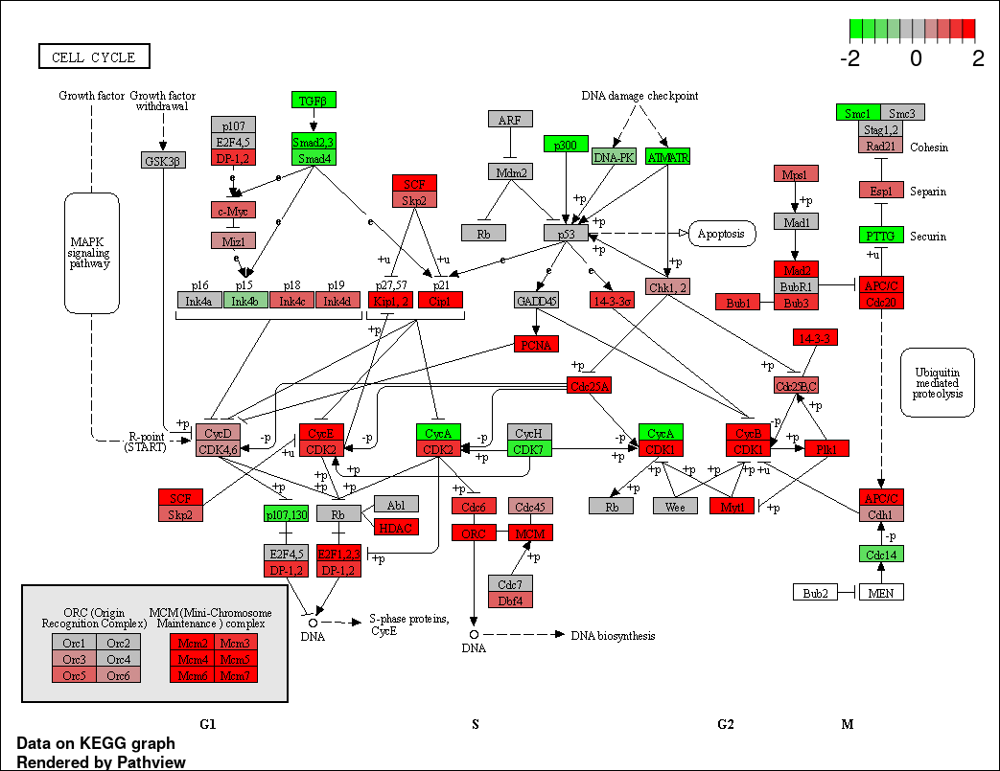 CELL CYCLE
-2 0 2
Growth factor
Growth factor
withdrawal
TGFβ
DNA damage checkpoint
p107
E2F4,5
DP-1,2
GSK3β
Smad2,3
Smad4
ARF
p300
DNA-PK
ATMATR
Smc1
Smc3
Stag1,2
Rad21
Cohesin
Mdm2
SCF
Skp2
Mps1
Esp1
Separin
e
e
c-Myc
Miz1
+p
+p
Mad1
MAPK
signaling
pathway
e
e
Rb
p53
+p
+p
Apoptosis
PTTG
Securin
e
+u
+u
e
e
e
+p
+u
Mad2
BubR1
Bub3
Bub1
APC/C
Cdc20
p16
Ink4a
p15
Ink4b
p18
Ink4c
p19
Ink4d
p27,57
Kip1, 2
p21
Cip1
GADD45
14-3-3σ
Chk1, 2
+p
PCNA
14-3-3
+p
+p
Cdc25A
Cdc25B,C
Ubiquitin
mediated
proteolysis
+p
R-point
(START)
+p
CycD
CDK4,6
-p
+u
CycE
CDK2
-p
CycA
CDK2
-p
+p
CycH
CDK7
-p
+p
CycA
CDK1
CycB
CDK1
-p
+p
Plk1
+p
+p
+p
+p
+p
+p
+p
+u
SCF
Skp2
+p
+p
p107,130
Rb
Abl
HDAC
+p
Cdc6
Cdc45
ORC
MCM
Rb
Wee
Myt1
+p
APC/C
Cdh1
E2F4,5
DP-1,2
E2F1,2,3
DP-1,2
+p
+p
-p
Cdc14
Cdc7
Dbf4
Bub2
MEN
ORC (Origin
Recognition Complex)
MCM (Mini-Chromosome
Maintenance ) complex
Orc1 Orc2
Orc3 Orc4
Orc5 Orc6
Mcm2 Mcm3
Mcm4 Mcm5
Mcm6 Mcm7
DNA
S-phase proteins,
CycE
DNA
DNA biosynthesis
G1 S G2 M
Data on KEGG graph
Rendered by Pathview